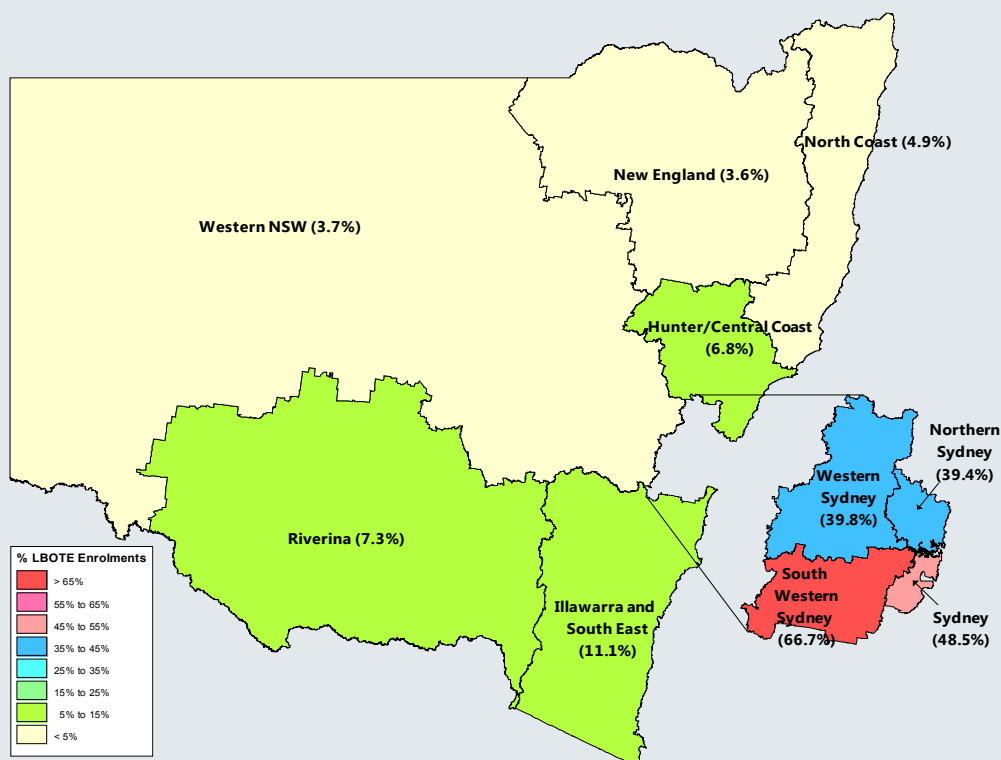 North Coast (4.9%)
New England (3.6%)
Western NSW (3.7%)
Hunter/Central Coast
(6.8%)
Northern
Sydney
(39.4%)
Western
Sydney
(39.8%)
Riverina (7.3%)
South
Western
Sydney
(66.7%)
Illawarra and
South East
(11.1%)
Sydney
(48.5%)
% LBOTE Enrolments
> 65%
55% to 65%
45% to 55%
35% to 45%
25% to 35%
15% to 25%
5% to 15%
< 5%